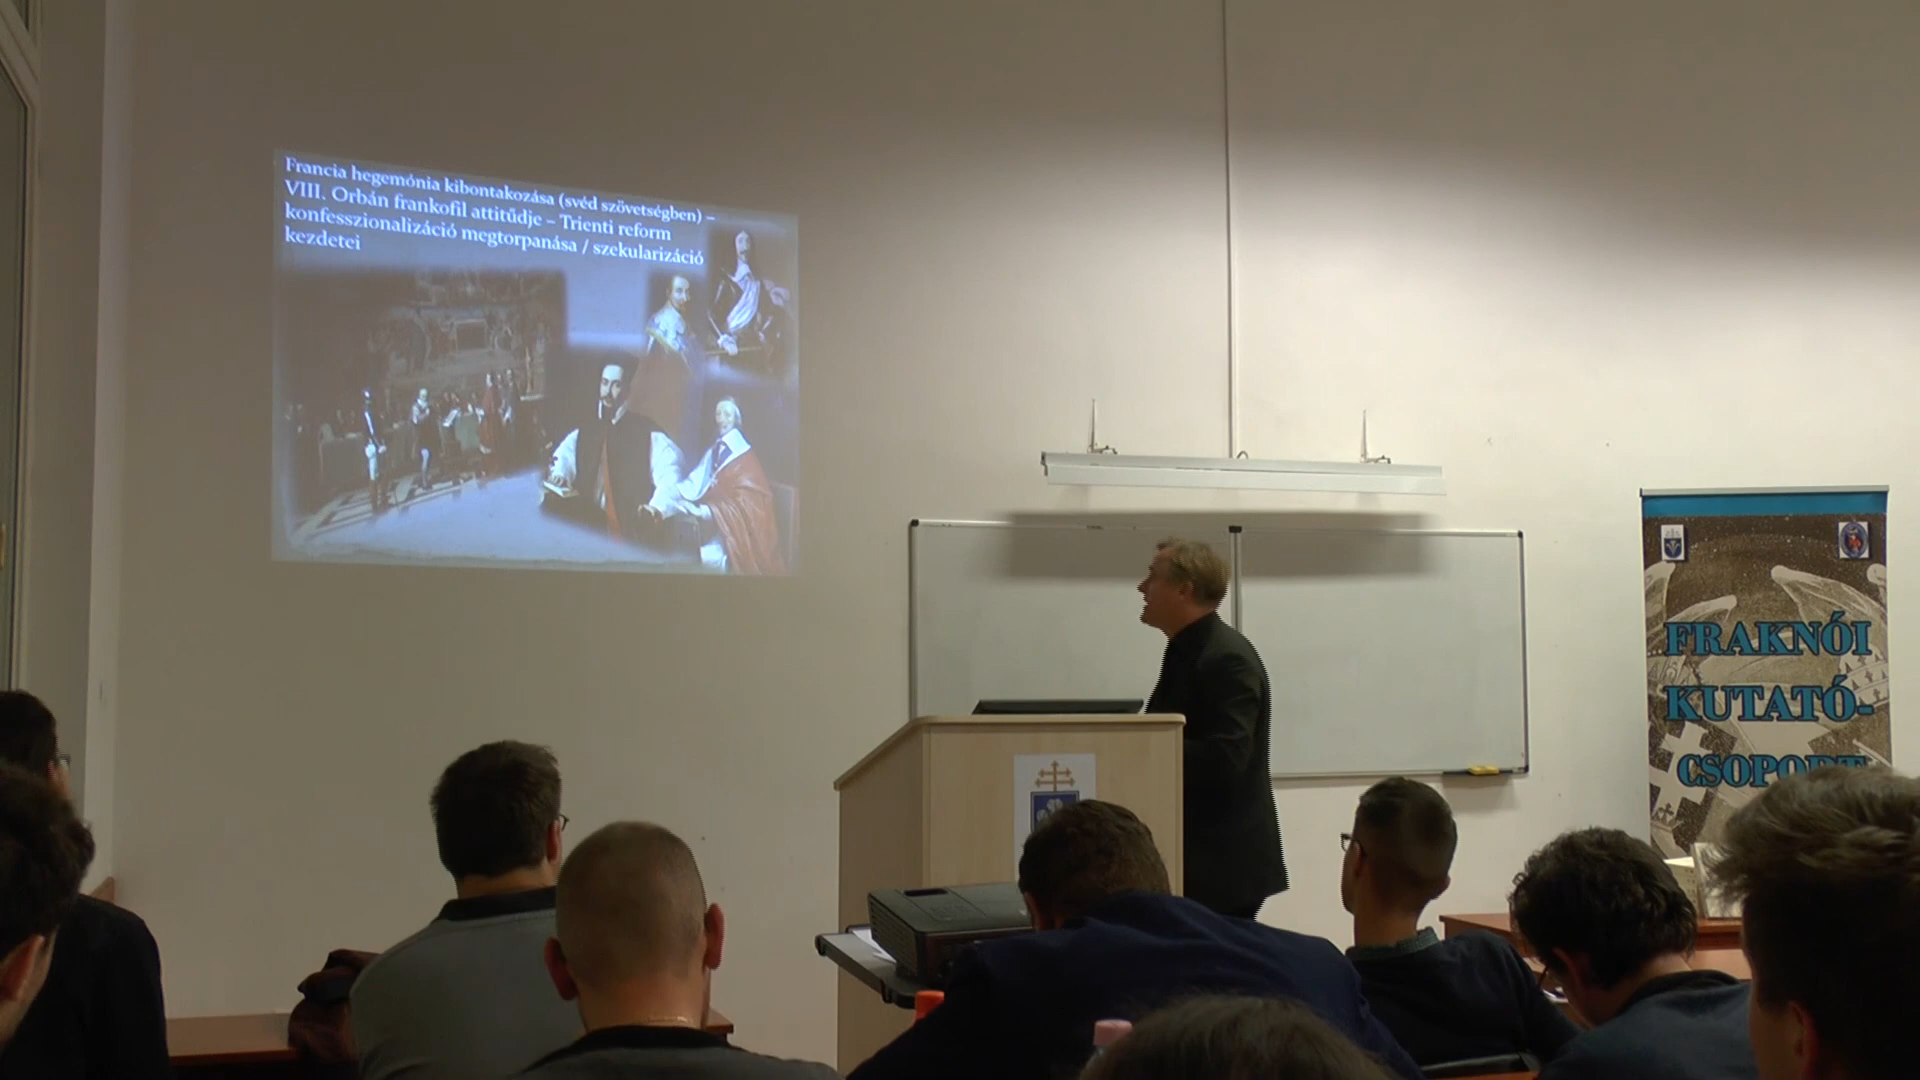 Francia hegemónia kibontakozása (svéd szövetségben) –
VIII. Orbán frankofil attitűdje – Trienti reform
konfesszionalizáció megtorpanása / szekularizáció
kezdetei
FRAKNÓI
KUTATÓ-
CSOPORT